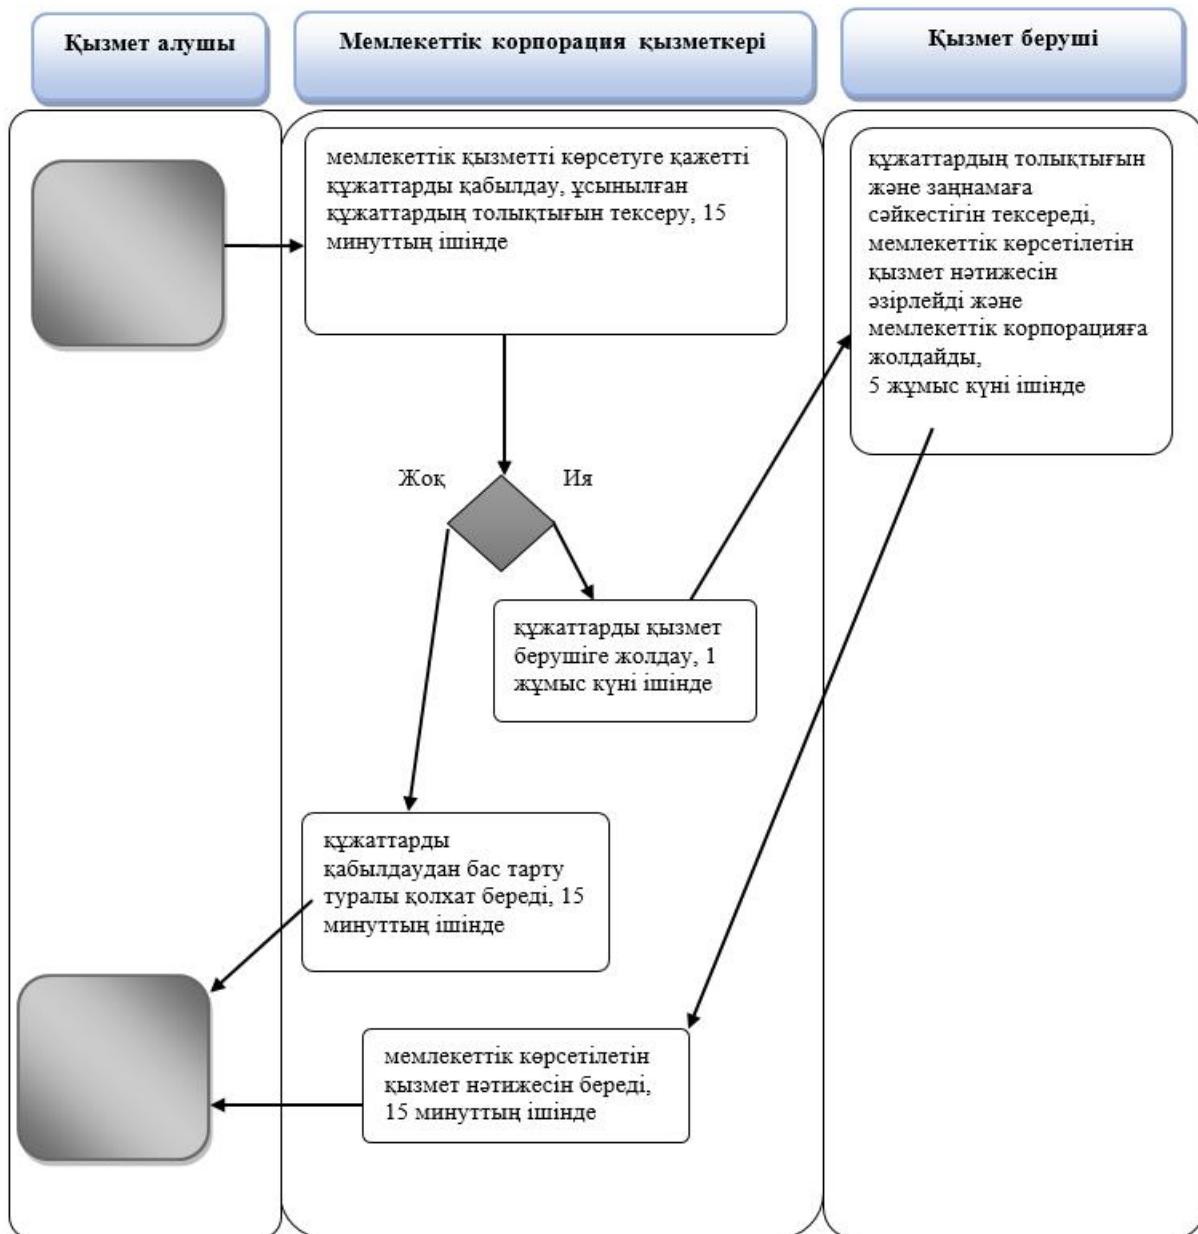 Қызмет алушы
Мемлекеттік корпорация қызметкері
Қызмет беруші
мемлекеттік қызметті көрсетуге қажетті
құжаттарды қабылдау, ұсынылған
құжаттардың толықтығын тексеру, 15
минуттың ішінде
құжаттардың толықтығын
және заңнамаға
сәйкестігін тексереді,
мемлекеттік көрсетілетін
қызмет нәтижесін
әзірлейді және
мемлекеттік корпорацияға
жолдайды,
5 жұмыс күні ішінде
Жоқ
Ия
құжаттарды қызмет
берушіге жолдау, 1
жұмыс күні ішінде
құжаттарды
қабылдаудан бас тарту
туралы қолхат береді, 15
минуттың ішінде
мемлекеттік көрсетілетін
қызмет нәтижесін береді,
15 минуттың ішінде